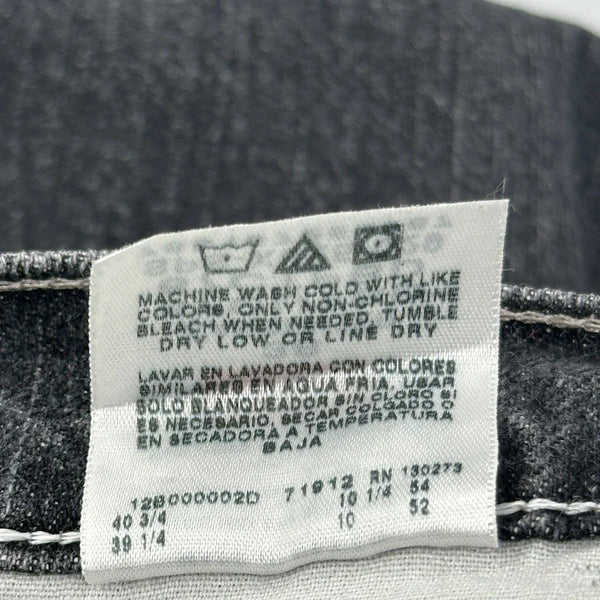 MACHINE WASH COLD WITH LIKE
COLORS, ONLY NON-CHLORINE
BLEACH WHEN NEEDED, TUMBLE
DRY LOW OR LINE DRY
LAVAR EN LAVADORA CON COLORES
SIMILARES EN AGUA FRIA, USAR
SOLO BLANQUEADOR SIN CLORO SI
ES NECESARIO, SECAR COLGADO O
EN SECADORA A TEMPERATURA
BAJA
12B000002D 71912 RN 130273
40 3/4 10 1/4 54
39 1/4 10 52